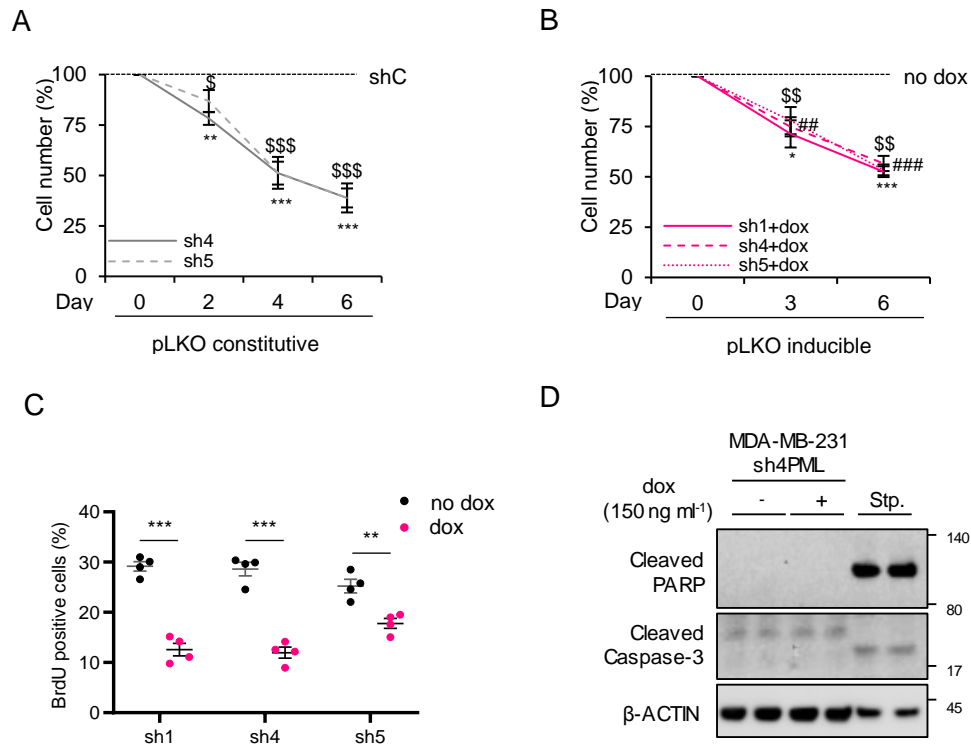 A
100
75
50
25
0
Cell number (%)
shC
$
**
$$$
***
$$$
***
sh4
sh5
Day 0 2 4 6
pLKO constitutive
B
100
75
50
25
0
Cell number (%)
no dox
$$
##
*
$$
###
***
sh1+dox
sh4+dox
sh5+dox
Day 0 3 6
pLKO inducible
C
no dox
dox
40
30
20
10
0
BrdU positive cells (%)
*** *** **
sh1 sh4 sh5
D
MDA-MB-231
sh4PML
dox
(150 ng ml-1)
- + Stp.
140
Cleaved
PARP
80
Cleaved
Caspase-3
17
β-ACTIN
45